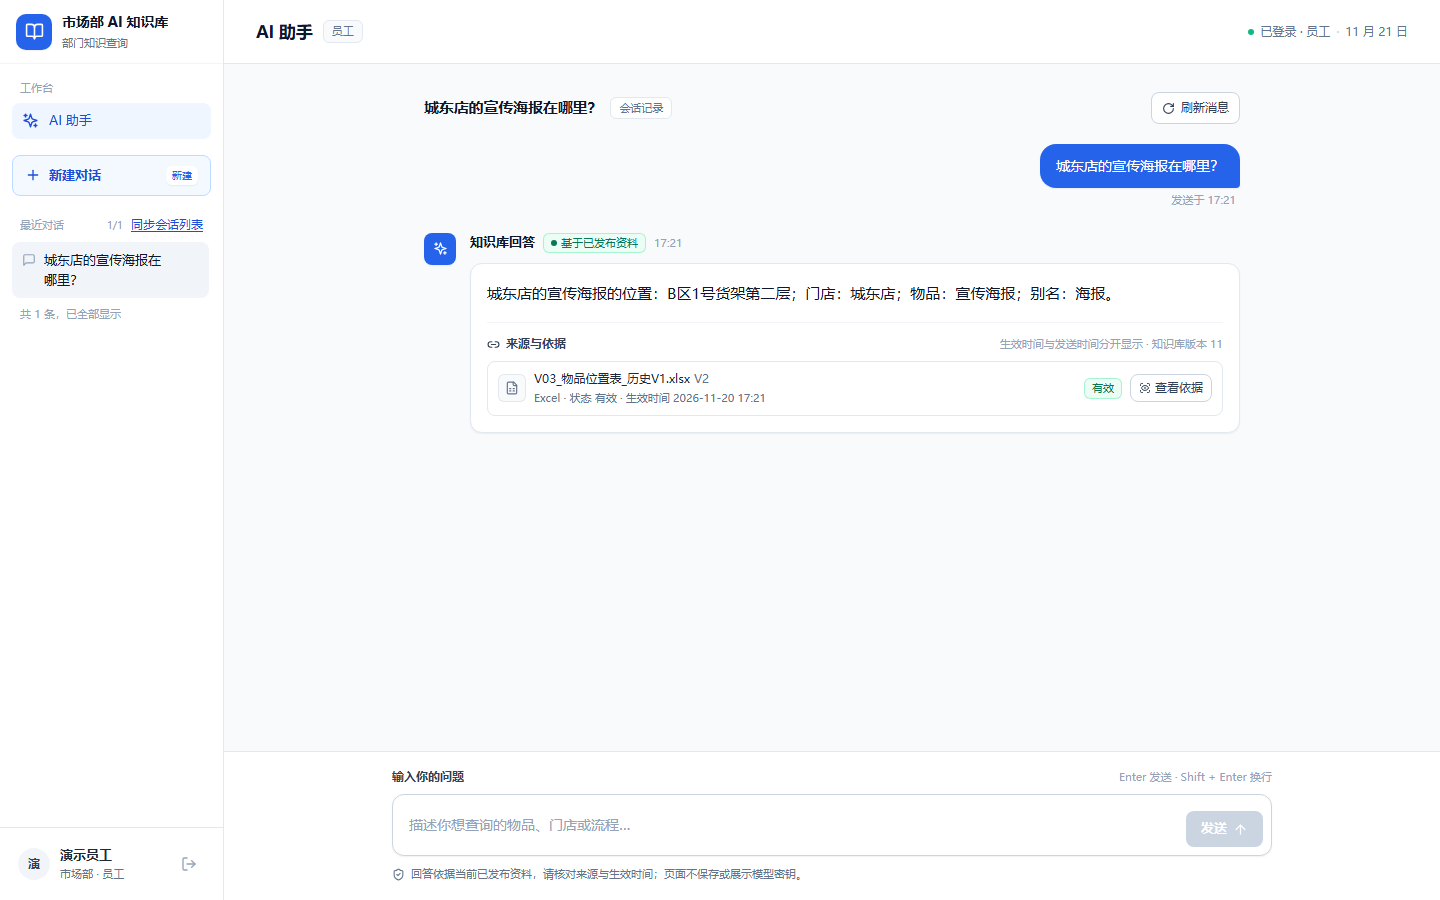 市场部 AI 知识库
部门知识查询
工作台
AI 助手
新建对话 新建
最近对话 1/1 同步会话列表
城东店的宣传海报在
哪里？
共 1 条，已全部显示
演 演示员工
市场部 · 员工
AI 助手 员工
已登录 · 员工 · 11 月 21 日
城东店的宣传海报在哪里？ 会话记录
刷新消息
城东店的宣传海报在哪里？
发送于 17:21
知识库回答 基于已发布资料 17:21
城东店的宣传海报的位置：B区1号货架第二层；门店：城东店；物品：宣传海报；别名：海报。
来源与依据 生效时间与发送时间分开显示 · 知识库版本 11
V03_物品位置表_历史V1.xlsx V2
Excel · 状态 有效 · 生效时间 2026-11-20 17:21
有效 查看依据
输入你的问题 Enter 发送 · Shift + Enter 换行
描述你想查询的物品、门店或流程...
发送
回答依据当前已发布资料，请核对来源与生效时间；页面不保存或展示模型密钥。